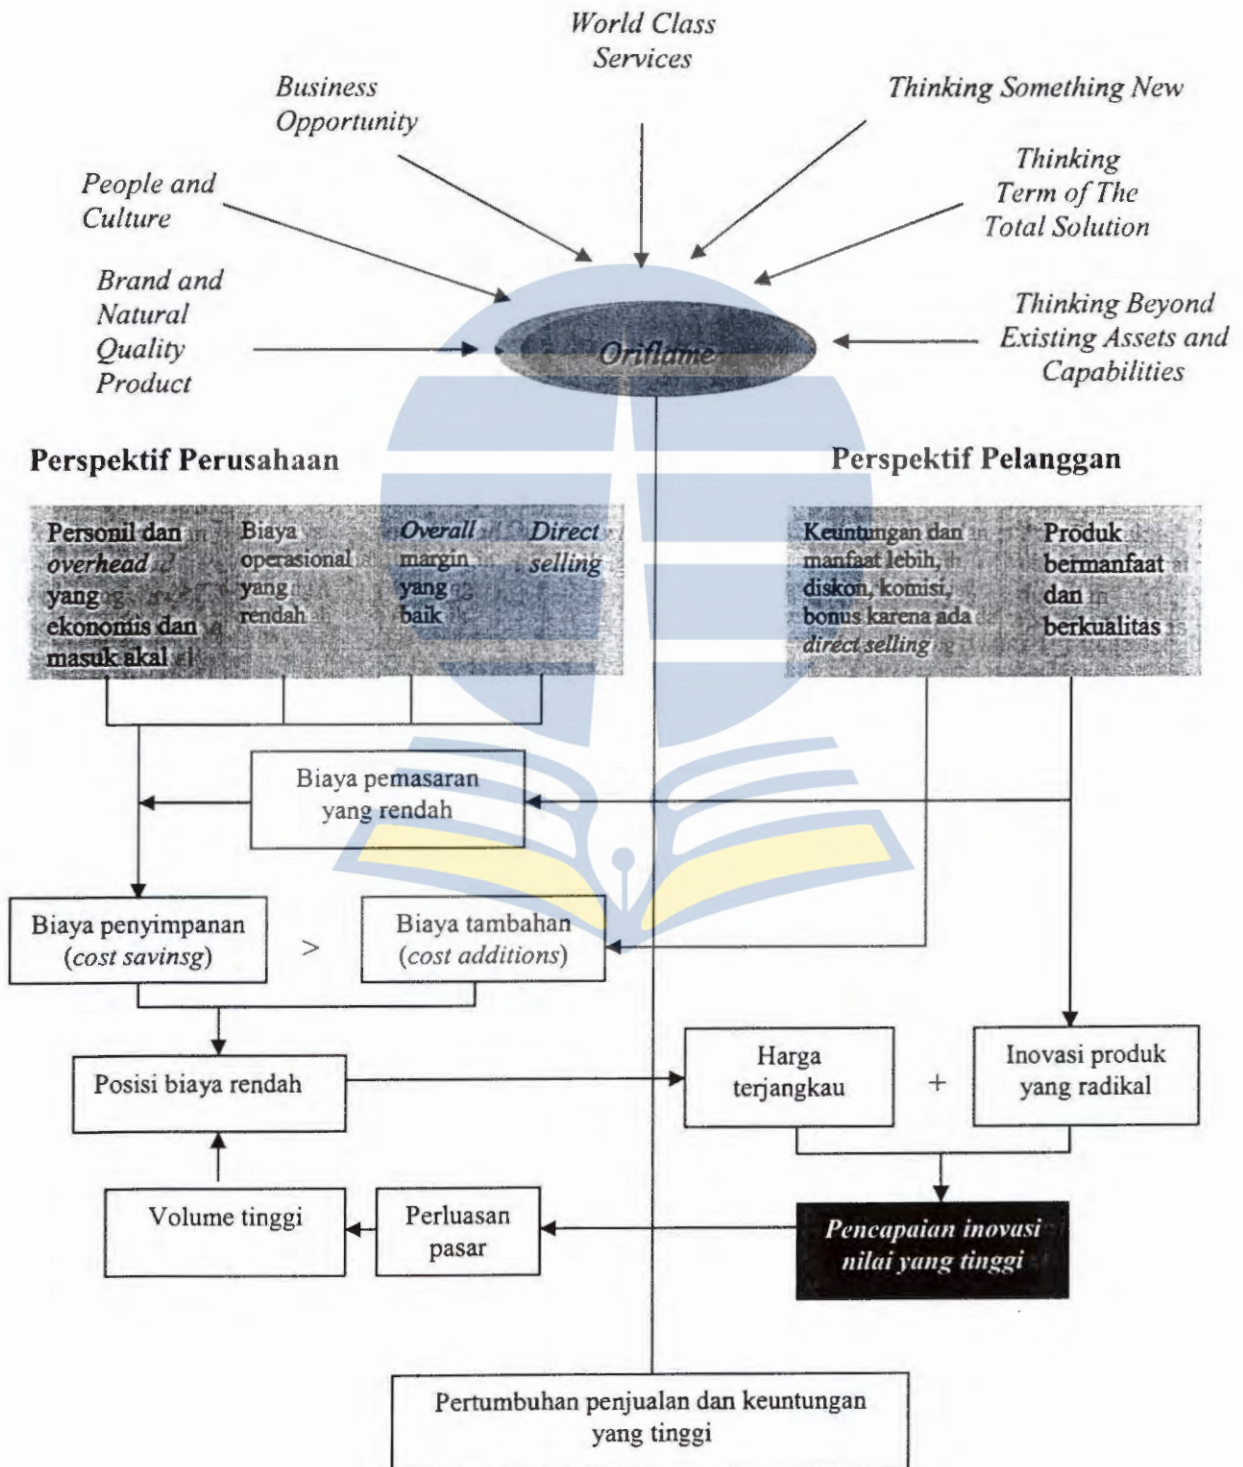 World Class
Services
Business
Opportunity
Thinking Something New
People and
Culture
Thinking
Term of The
Total Solution
Brand and
Natural
Quality
Product
Oriflame
Thinking Beyond
Existing Assets and
Capabilities
Perspektif Perusahaan
Perspektif Pelanggan
Personil dan
overhead
yang
ekonomis dan
masuk akal
Biaya
operasional
yang
rendah
Overall
margin
yang
baik
Direct
selling
Keuntungan dan
manfaat lebih,
diskon, komisi,
bonus karena ada
direct selling
Produk
bermanfaat
dan
berkualitas
Biaya pemasaran
yang rendah
Biaya penyimpanan
(cost savinsg)
>
Biaya tambahan
(cost additions)
Posisi biaya rendah
Harga
terjangkau
+
Inovasi produk
yang radikal
Volume tinggi
Perluasan
pasar
Pencapaian inovasi
nilai yang tinggi
Pertumbuhan penjualan dan keuntungan
yang tinggi